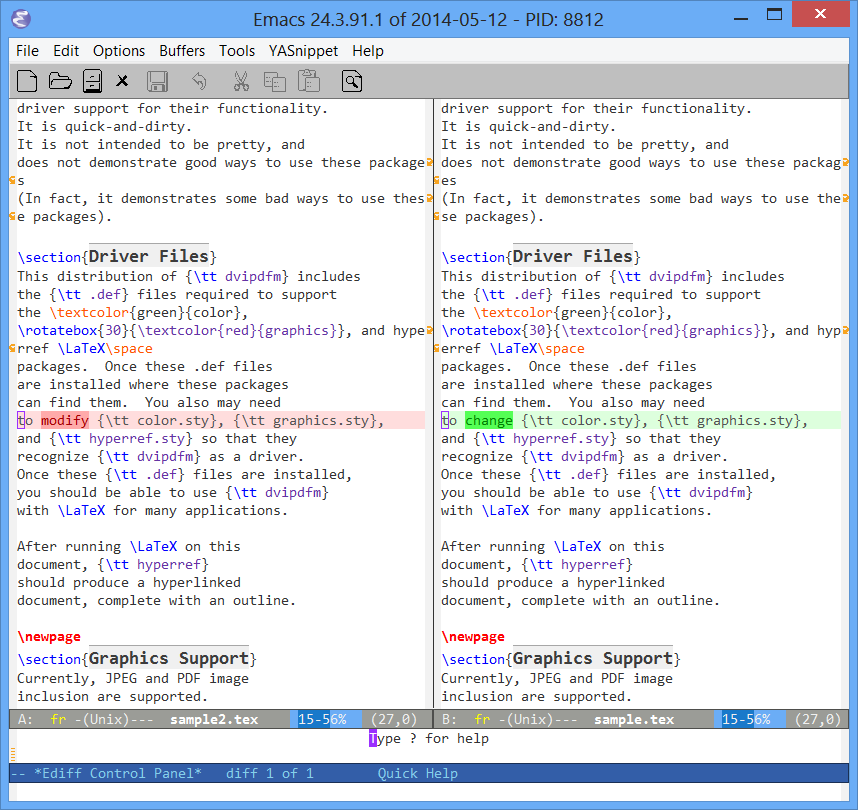 Emacs 24.3.91.1 of 2014-05-12 - PID: 8812
File Edit Options Buffers Tools YASnippet Help
driver support for their functionality.
It is quick-and-dirty.
It is not intended to be pretty, and
does not demonstrate good ways to use these package
s
(In fact, it demonstrates some bad ways to use thes
e packages).
\section{Driver Files}
This distribution of {\tt dvipdfm} includes
the {\tt .def} files required to support
the \textcolor{green}{color},
\rotatebox{30}{\textcolor{red}{graphics}}, and hype
rref \LaTeX\space
packages.  Once these .def files
are installed where these packages
can find them.  You also may need
to modify {\tt color.sty}, {\tt graphics.sty},
and {\tt hyperref.sty} so that they
recognize {\tt dvipdfm} as a driver.
Once these {\tt .def} files are installed,
you should be able to use {\tt dvipdfm}
with \LaTeX for many applications.
After running \LaTeX on this
document, {\tt hyperref}
should produce a hyperlinked
document, complete with an outline.
\newpage
\section{Graphics Support}
Currently, JPEG and PDF image
inclusion are supported.
A: fr -(Unix)--- sample2.tex 15-56% (27,0)
driver support for their functionality.
It is quick-and-dirty.
It is not intended to be pretty, and
does not demonstrate good ways to use these packag
es
(In fact, it demonstrates some bad ways to use the
se packages).
\section{Driver Files}
This distribution of {\tt dvipdfm} includes
the {\tt .def} files required to support
the \textcolor{green}{color},
\rotatebox{30}{\textcolor{red}{graphics}}, and hyp
erref \LaTeX\space
packages.  Once these .def files
are installed where these packages
can find them.  You also may need
to change {\tt color.sty}, {\tt graphics.sty},
and {\tt hyperref.sty} so that they
recognize {\tt dvipdfm} as a driver.
Once these {\tt .def} files are installed,
you should be able to use {\tt dvipdfm}
with \LaTeX for many applications.
After running \LaTeX on this
document, {\tt hyperref}
should produce a hyperlinked
document, complete with an outline.
\newpage
\section{Graphics Support}
Currently, JPEG and PDF image
inclusion are supported.
B: fr -(Unix)--- sample.tex 15-56% (27,0)
Type ? for help
-- *Ediff Control Panel* diff 1 of 1 Quick Help